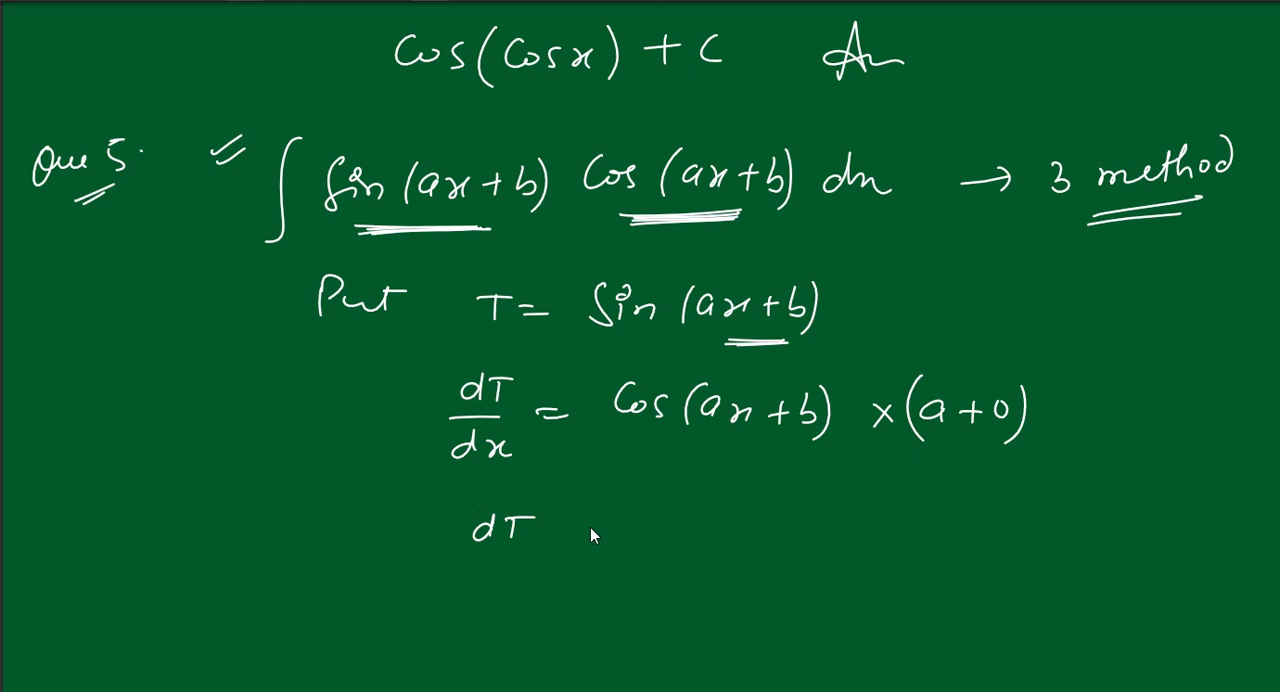 Cos(Cosx) + C An
Que 5. ∫ Sin (ax+b) Cos (ax+b) dx → 3 method
Put T = Sin (ax+b)
dT/dx = Cos(ax+b) × (a+0)
dT